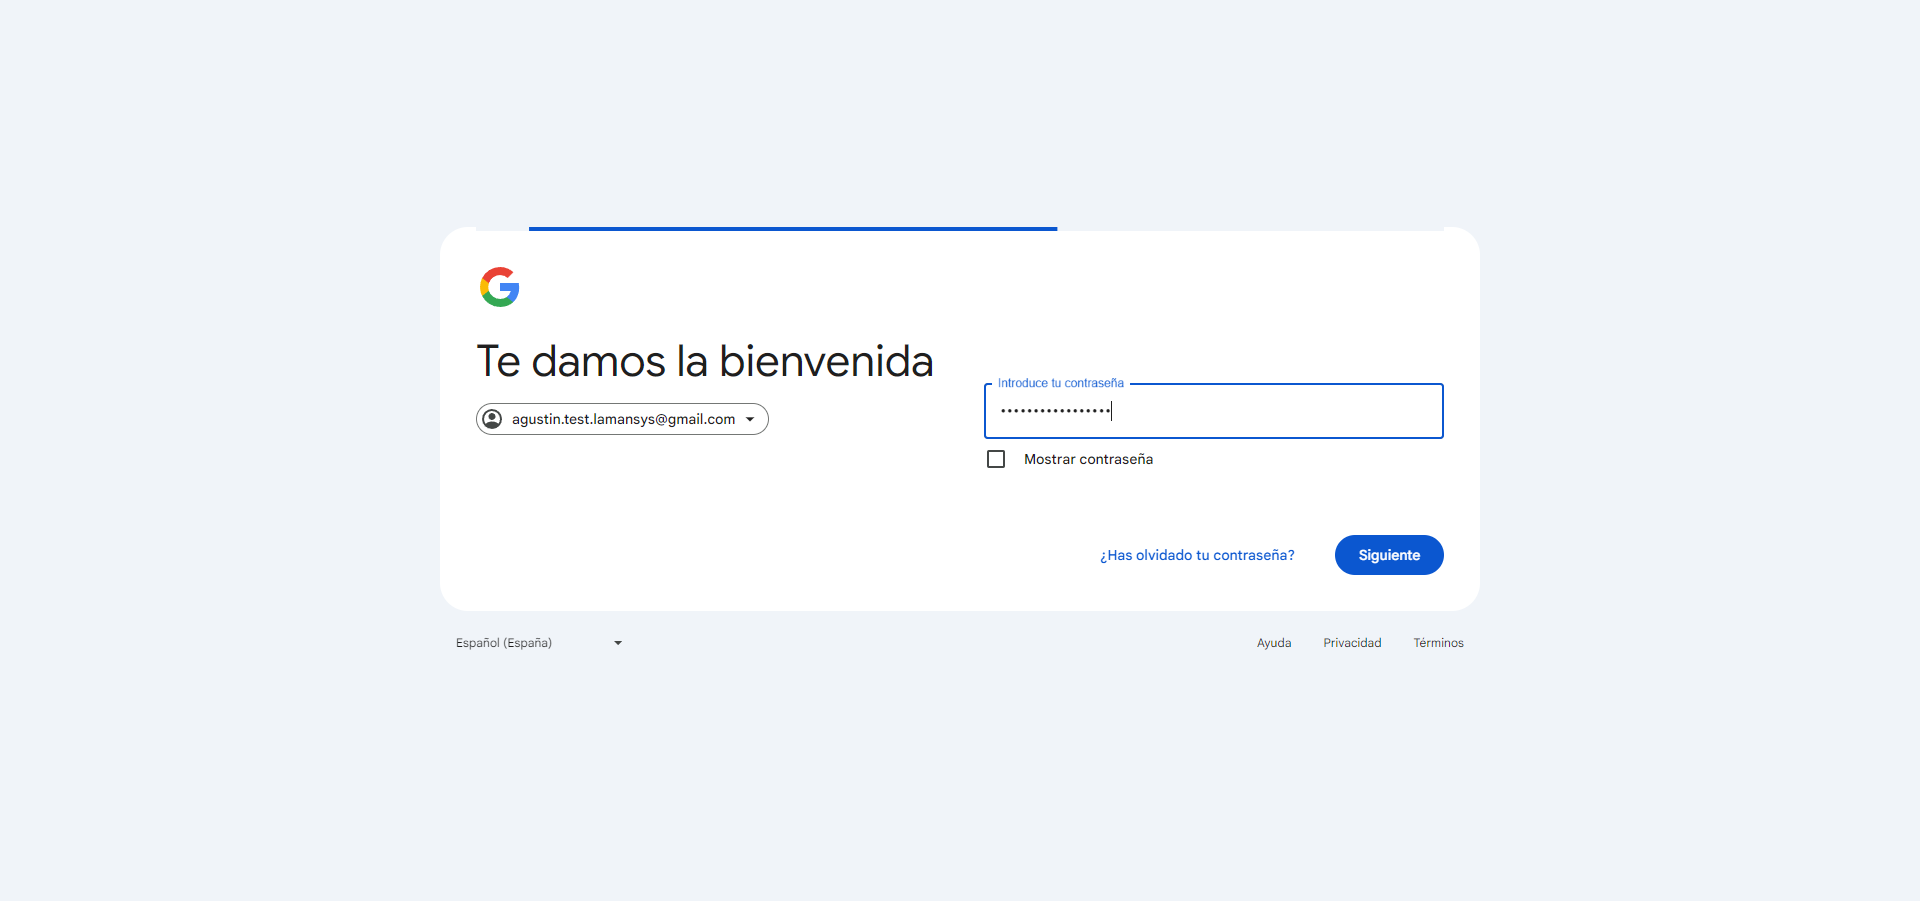 Te damos la bienvenida
agustin.test.lamansys@gmail.com
Introduce tu contraseña
•••••••••••••••••
Mostrar contraseña
¿Has olvidado tu contraseña?
Siguiente
Español (España)
Ayuda
Privacidad
Términos